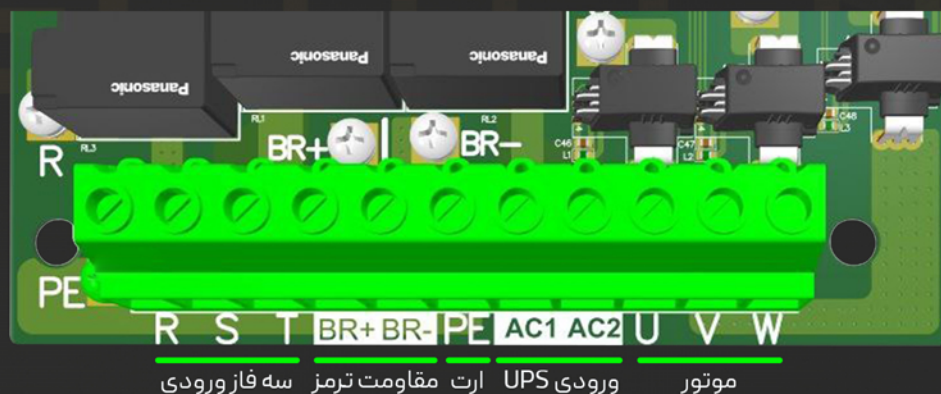 Panasonic
Panasonic
Panasonic
RL3
RL1
RL2
R
BR+
BR-
C46
L1
C47
L2
C48
L3
PE
R S T BR+ BR- PE AC1 AC2 U V W
سه فاز ورودی مقاومت ترمز ارت ورودی UPS موتور